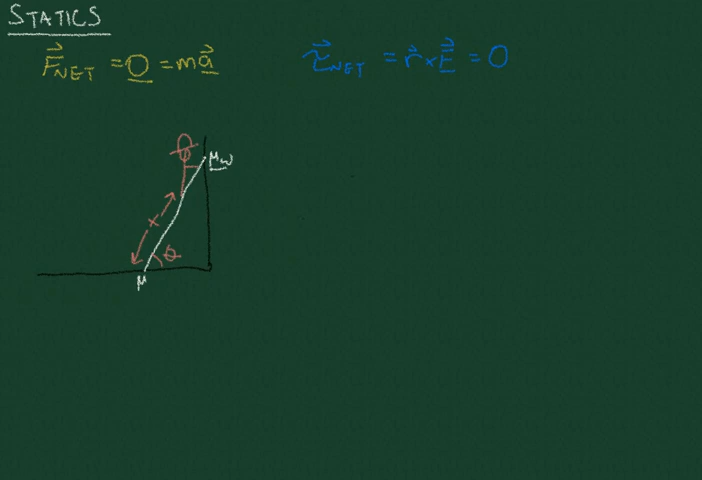 STATICS
F⃗NET = 0 = ma⃗
τ⃗NET = r⃗ × F⃗ = 0
μw
x
θ
μ